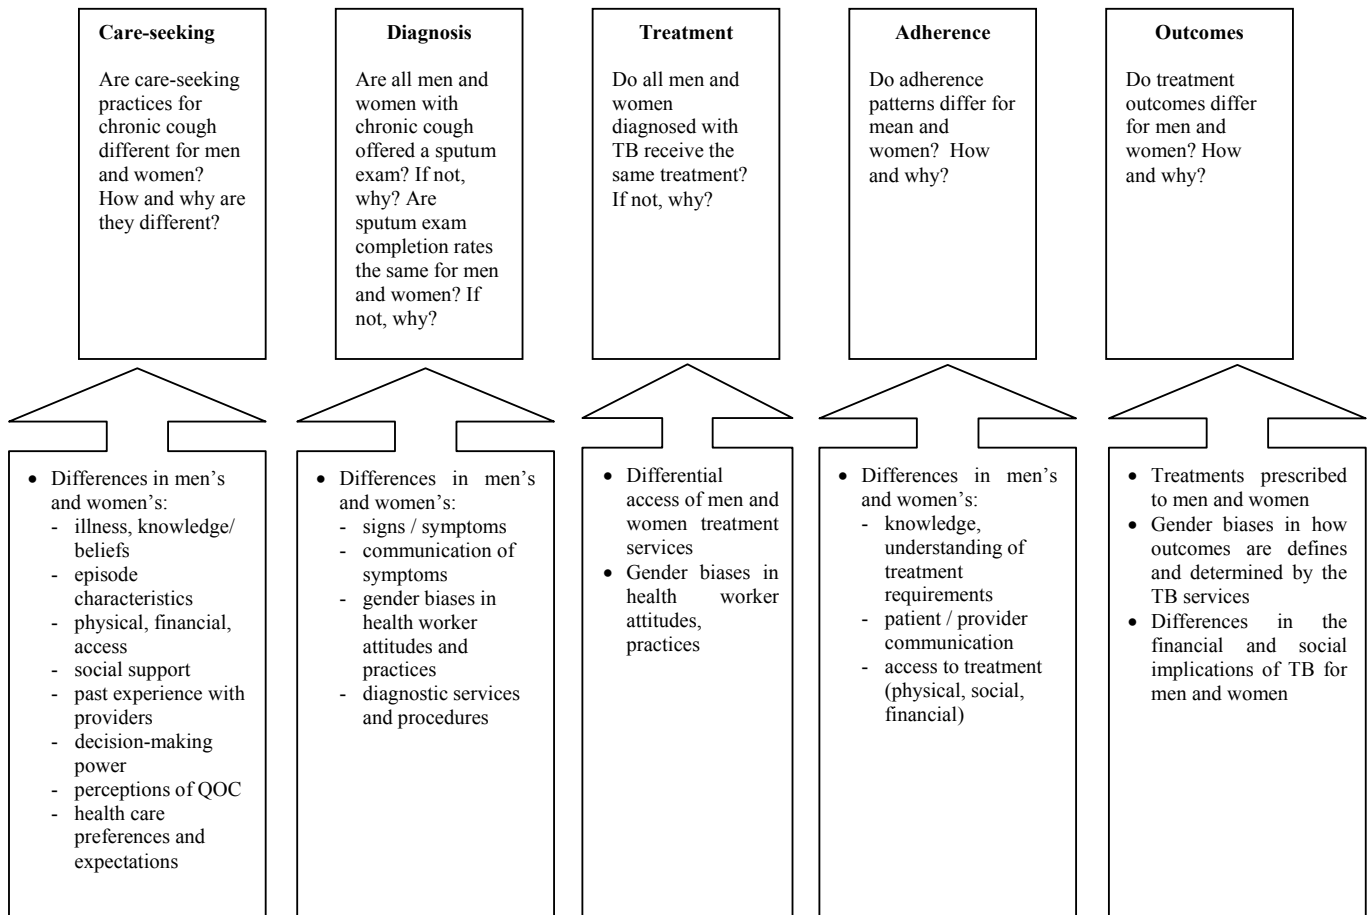 Care-seeking
Are care-seeking
practices for
chronic cough
different for men
and women?
How and why are
they different?
Diagnosis
Are all men and
women with
chronic cough
offered a sputum
exam? If not,
why? Are
sputum exam
completion rates
the same for men
and women? If
not, why?
Treatment
Do all men and
women
diagnosed with
TB receive the
same treatment?
If not, why?
Adherence
Do adherence
patterns differ for
mean and
women?  How
and why?
Outcomes
Do treatment
outcomes differ
for men and
women? How
and why?
• Differences in men's
and women's:
- illness, knowledge/
beliefs
- episode
characteristics
- physical, financial,
access
- social support
- past experience with
providers
- decision-making
power
- perceptions of QOC
- health care
preferences and
expectations
• Differences in men's
and women's:
- signs / symptoms
- communication of
symptoms
- gender biases in
health worker
attitudes and
practices
- diagnostic services
and procedures
• Differential
access of men and
women treatment
services
• Gender biases in
health worker
attitudes,
practices
• Differences in men's
and women's:
- knowledge,
understanding of
treatment
requirements
- patient / provider
communication
- access to treatment
(physical, social,
financial)
• Treatments prescribed
to men and women
• Gender biases in how
outcomes are defines
and determined by the
TB services
• Differences in the
financial and social
implications of TB for
men and women